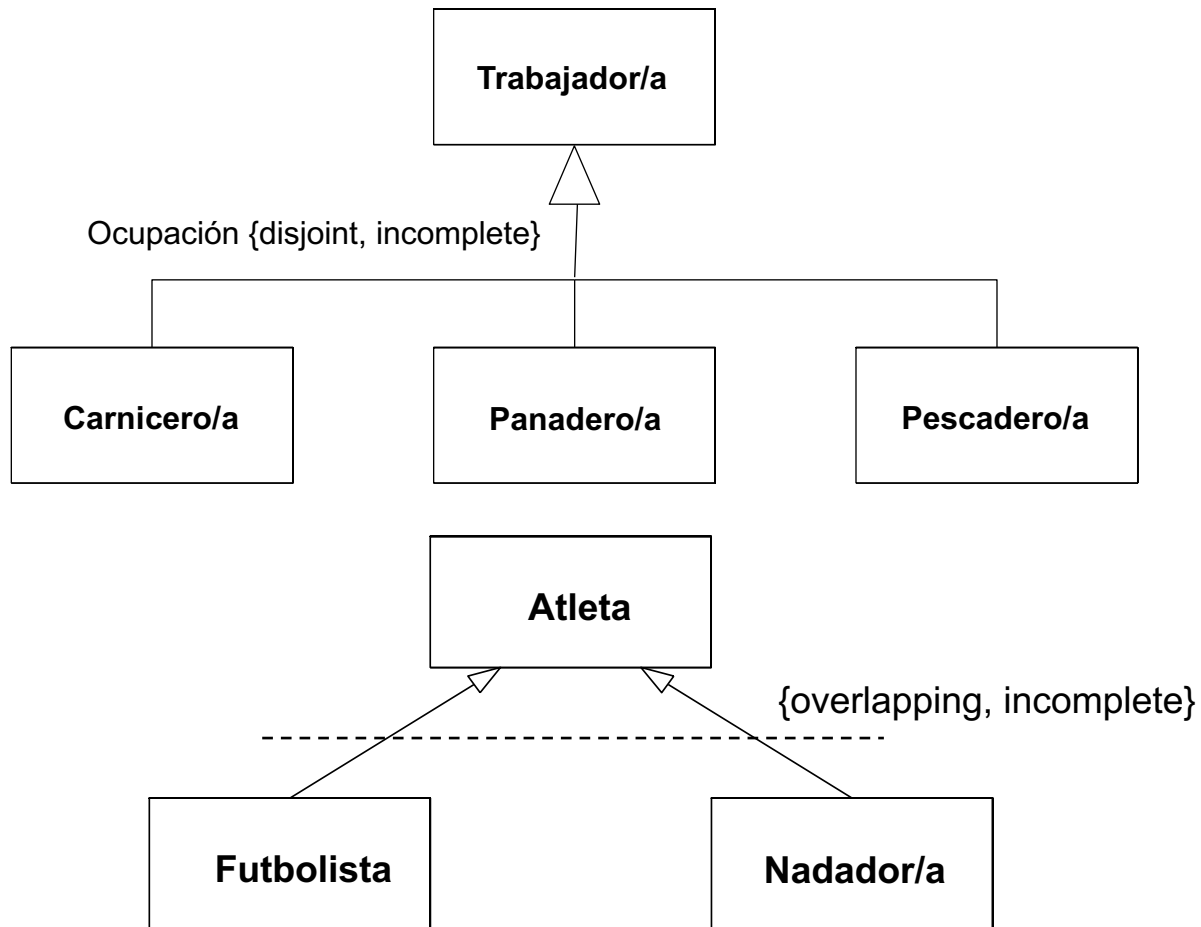 Trabajador/a
Ocupación {disjoint, incomplete}
Carnicero/a
Panadero/a
Pescadero/a
Atleta
{overlapping, incomplete}
Futbolista
Nadador/a